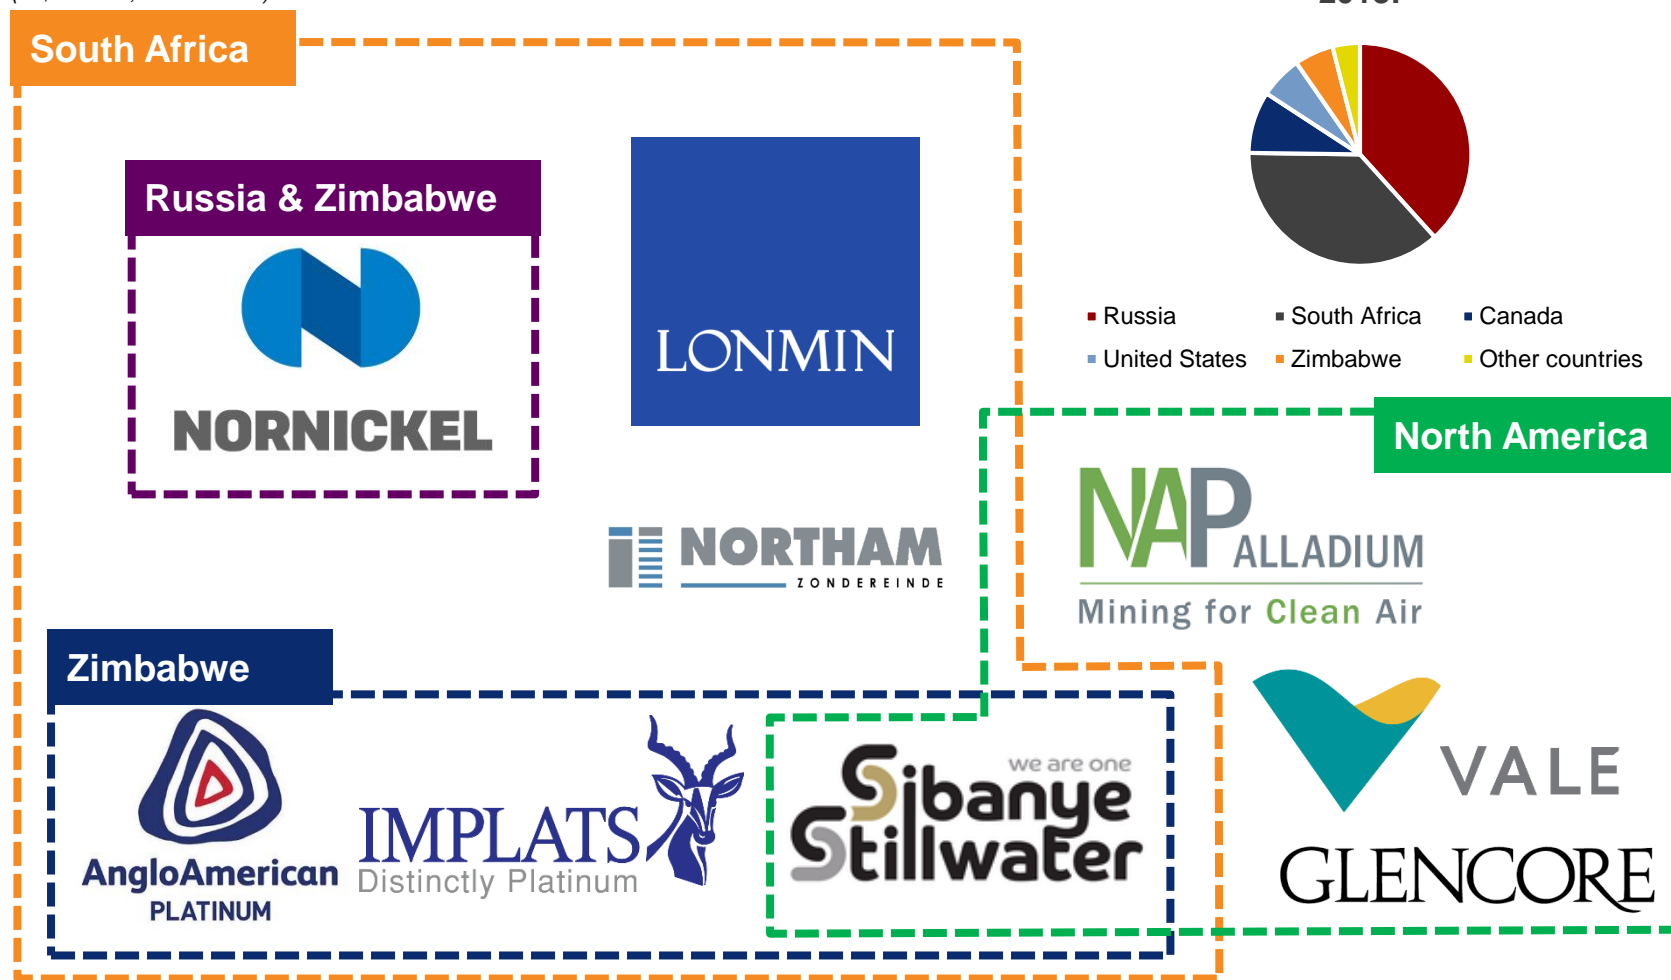 South Africa
Russia & Zimbabwe
NORNICKEL
LONMIN
Russia
South Africa
Canada
United States
Zimbabwe
Other countries
North America
NAPALLADIUM
Mining for Clean Air
NORTHAM
ZONDEREINDE
Zimbabwe
AngloAmerican
PLATINUM
IMPLATS
Distinctly Platinum
we are one
Sibanye
Stillwater
VALE
GLENCORE